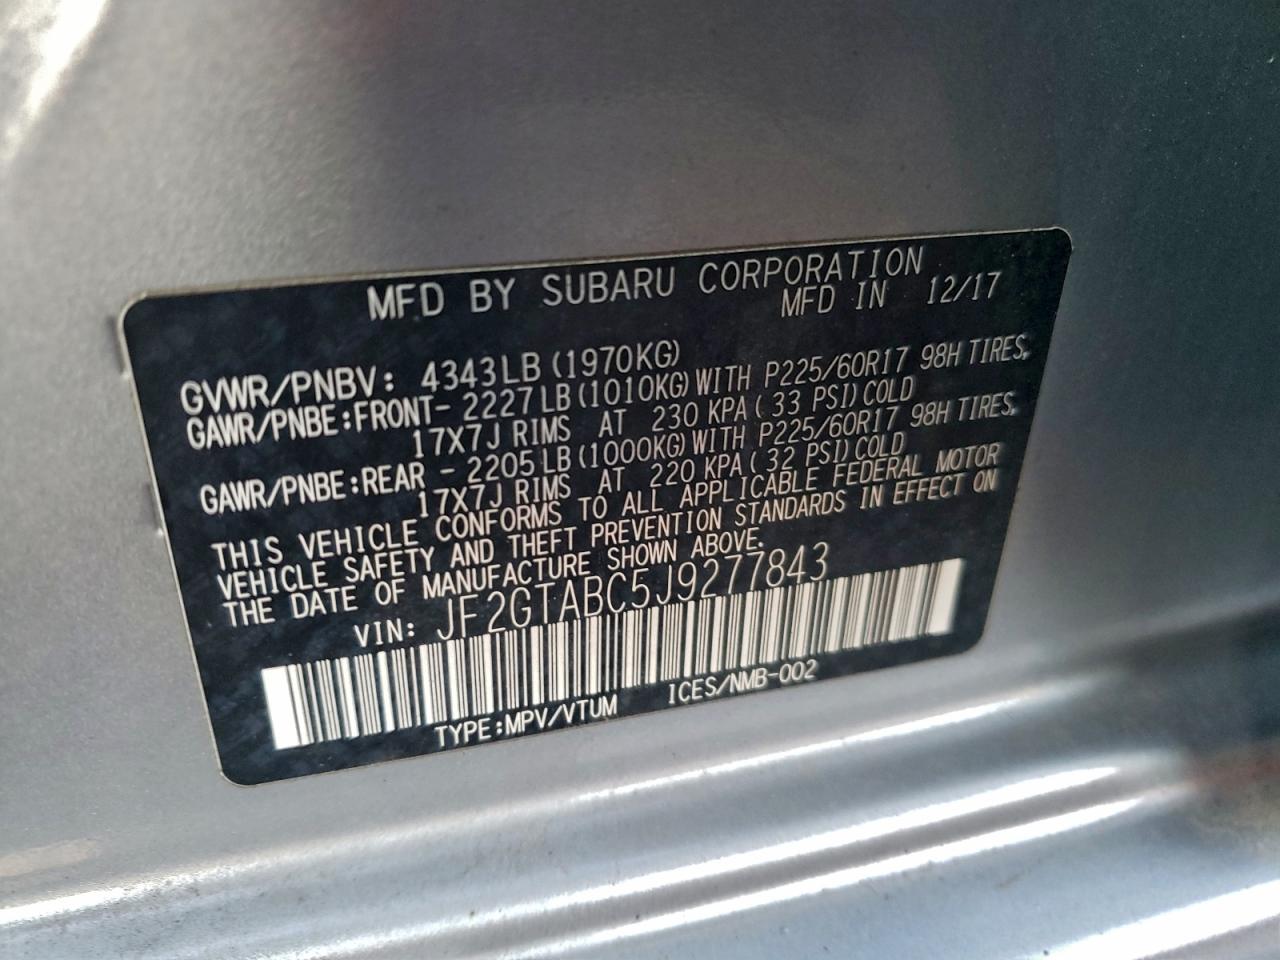 MFD BY SUBARU CORPORATION
MFD IN 12/17
GVWR/PNBV: 4343LB (1970KG)
GAWR/PNBE:FRONT- 2227LB (1010KG)WITH P225/60R17 98H TIRES,
17X7J RIMS AT 230 KPA( 33 PSI)COLD
GAWR/PNBE:REAR - 2205LB (1000KG)WITH P225/60R17 98H TIRES,
17X7J RIMS AT 220 KPA( 32 PSI)COLD
THIS VEHICLE CONFORMS TO ALL APPLICABLE FEDERAL MOTOR
VEHICLE SAFETY AND THEFT PREVENTION STANDARDS IN EFFECT ON
THE DATE OF MANUFACTURE SHOWN ABOVE.
VIN: JF2GTABC5J9277843
TYPE:MPV/VTUM ICES/NMB-002